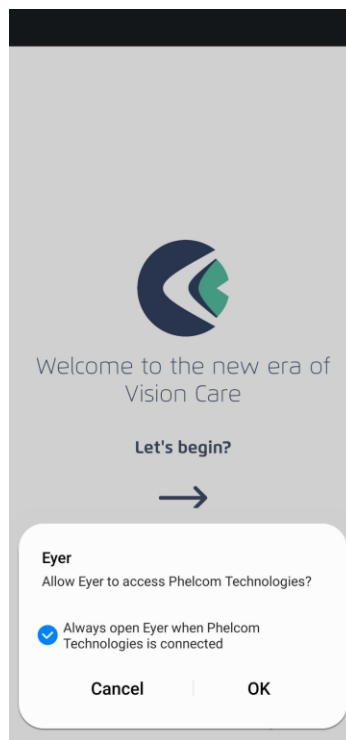 Welcome to the new era of
Vision Care
Let's begin?
Eyer
Allow Eyer to access Phelcom Technologies?
Always open Eyer when Phelcom
Technologies is connected
Cancel
OK